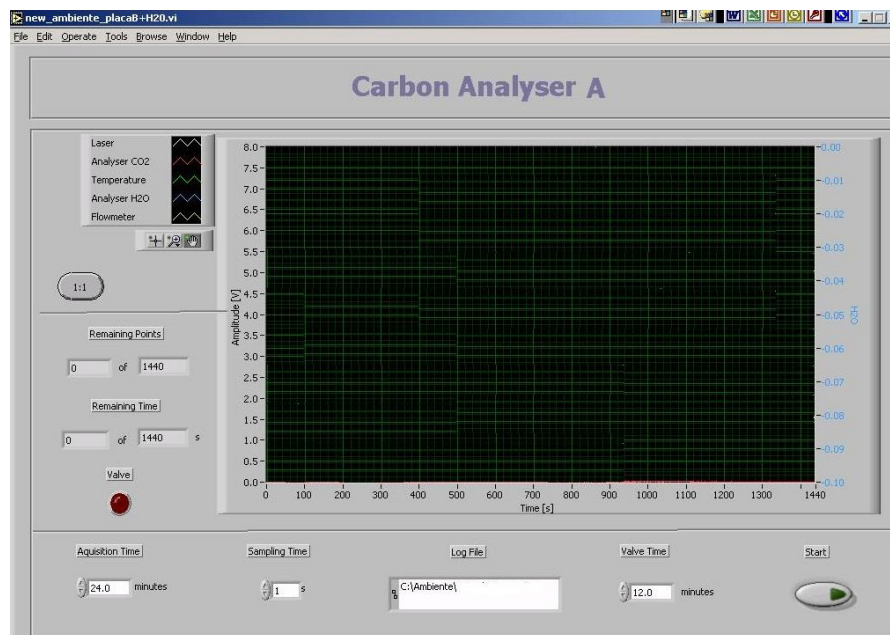 new_ambiente_placaB+H20.vi
File Edit Operate Tools Browse Window Help
Carbon Analyser A
Laser
Analyser CO2
Temperature
Analyser H2O
Flowmeter
1:1
Remaining Points
0 of 1440
Remaining Time
0 of 1440 s
Valve
8.0
7.5
7.0
6.5
6.0
5.5
5.0
4.5
4.0
3.5
3.0
2.5
2.0
1.5
1.0
0.5
0.0
Amplitude [V]
0 100 200 300 400 500 600 700 800 900 1000 1100 1200 1300 1440
Time [s]
0.00
-0.01
-0.02
-0.03
-0.04
-0.05
-0.06
-0.07
-0.08
-0.09
-0.10
H2O
Aquisition Time
24.0 minutes
Sampling Time
1 s
Log File
C:\Ambiente\
Valve Time
12.0 minutes
Start